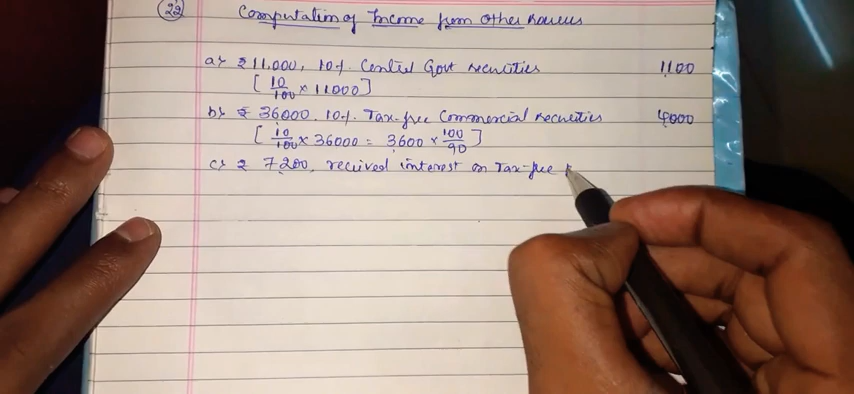 22 Computation of Income from Other Sources
a> ₹ 11,000, 10%. Central Govt securities 1100
[ 10/100 × 11000 ]
b> ₹ 36000. 10%. Tax-free Commercial securities 4000
[ 10/100 × 36000 = 3600 × 100/90 ]
c> ₹ 7200, received interest on Tax-free